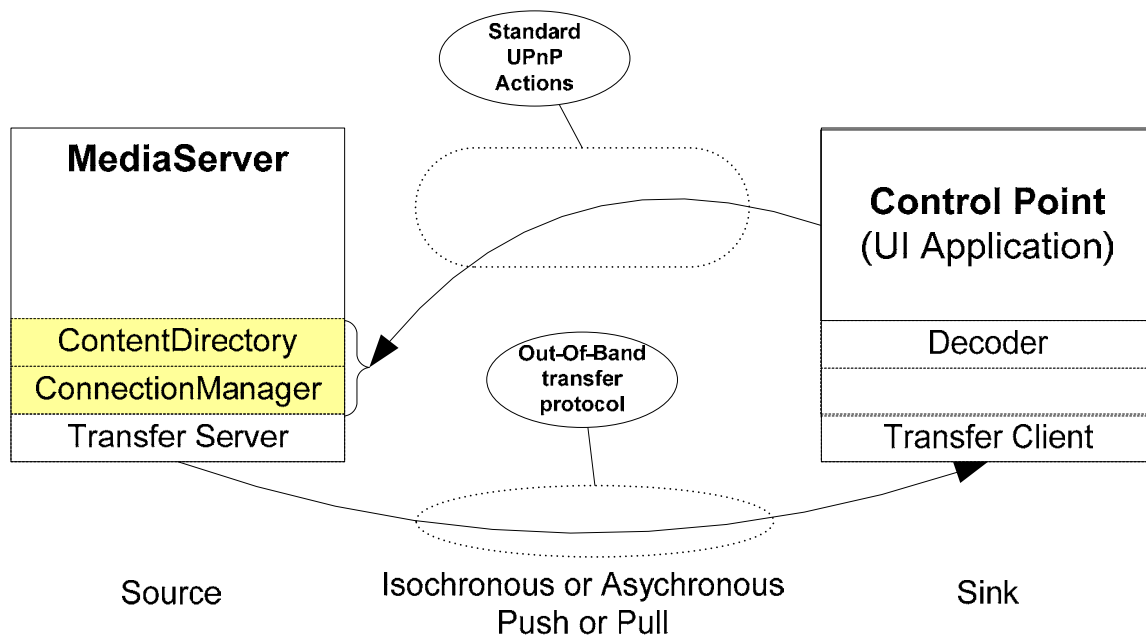 Standard
UPnP
Actions
MediaServer
Control Point
(UI Application)
ContentDirectory
ConnectionManager
Transfer Server
Out-Of-Band
transfer
protocol
Decoder
Transfer Client
Source
Isochronous or Asychronous
Push or Pull
Sink